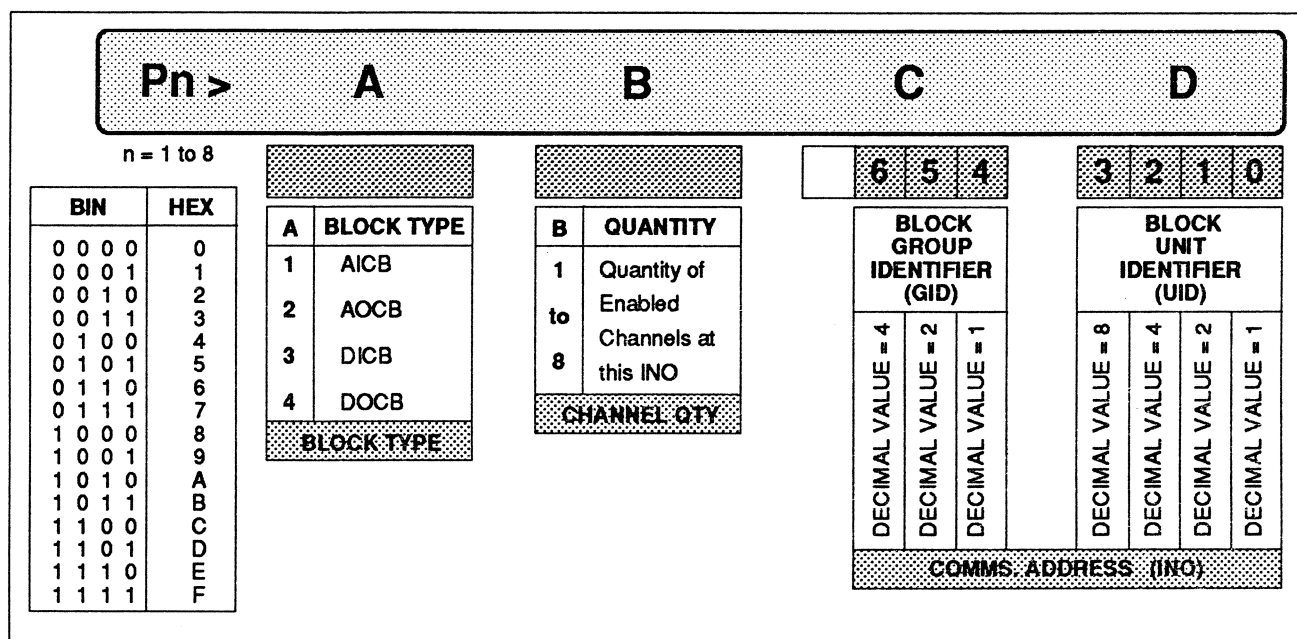 Pn > A B C D
n = 1 to 8
6 5 4 3 2 1 0
BIN HEX
0 0 0 0 0
0 0 0 1 1
0 0 1 0 2
0 0 1 1 3
0 1 0 0 4
0 1 0 1 5
0 1 1 0 6
0 1 1 1 7
1 0 0 0 8
1 0 0 1 9
1 0 1 0 A
1 0 1 1 B
1 1 0 0 C
1 1 0 1 D
1 1 1 0 E
1 1 1 1 F
A BLOCK TYPE
1 AICB
2 AOCB
3 DICB
4 DOCB
BLOCK TYPE
B QUANTITY
1 Quantity of
to Enabled
Channels at
8 this INO
CHANNEL QTY
BLOCK
GROUP
IDENTIFIER
(GID)
DECIMAL VALUE = 4
DECIMAL VALUE = 2
DECIMAL VALUE = 1
BLOCK
UNIT
IDENTIFIER
(UID)
DECIMAL VALUE = 8
DECIMAL VALUE = 4
DECIMAL VALUE = 2
DECIMAL VALUE = 1
COMMS. ADDRESS (INO)